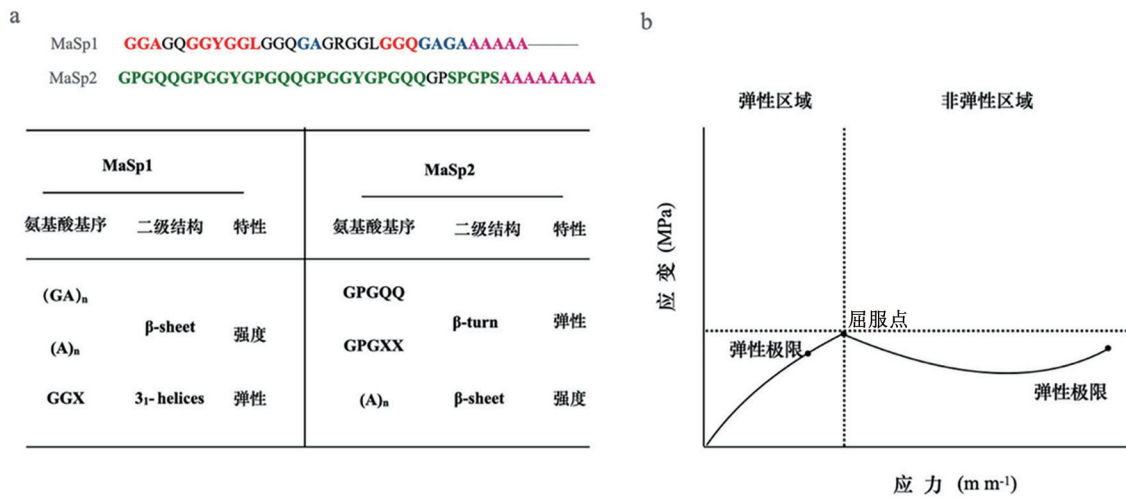 a
MaSp1 GGAGQGGYGGLGGQGAGRGGLGGQGAGAAAAAA
MaSp2 GPGQQGPGGYGPGQQGPGGYGPGQQGPSPGPSAAAAAAAA
MaSp1 MaSp2
氨基酸基序 二级结构 特性 氨基酸基序 二级结构 特性
(GA)n
(A)n
β-sheet 强度
GGX 3₁- helices 弹性
GPGQQ
GPGXX
β-turn 弹性
(A)n β-sheet 强度
b
弹性区域 非弹性区域
应变 (MPa)
屈服点
弹性极限
弹性极限
应力 (m m⁻¹)